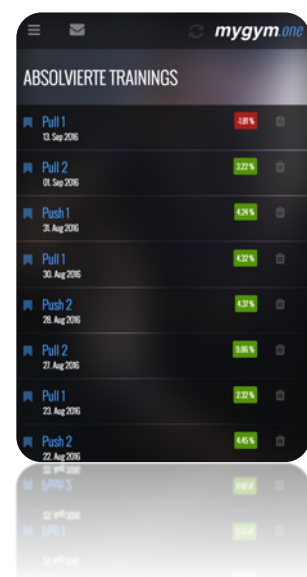 mygym.one
ABSOLVIERTE TRAININGS
Pull 1
13. Sep 2016
Pull 2
3.22 %
01. Sep 2016
Push 1
4.24 %
31. Aug 2016
Pull 1
4.32 %
30. Aug 2016
Push 2
4.37 %
28. Aug 2016
Pull 2
9.86 %
27. Aug 2016
Pull 1
2.32 %
23. Aug 2016
Push 2
4.45 %
22. Aug 2016